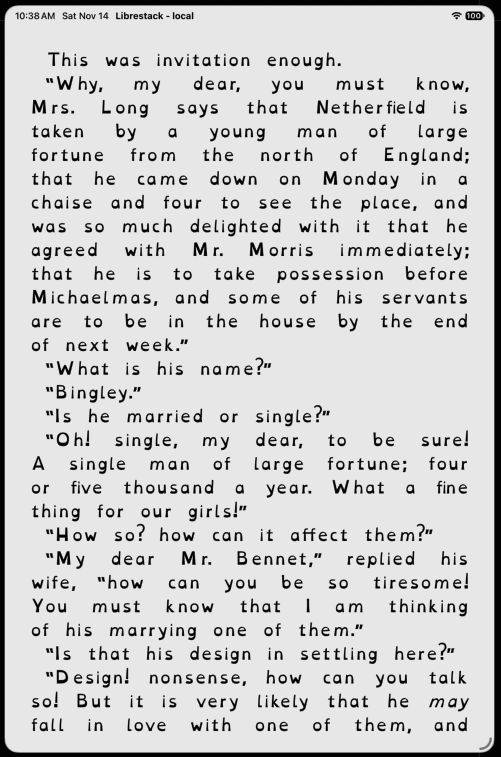 10:38 AM Sat Nov 14 Librestack - local 100
This was invitation enough.
“Why, my dear, you must know,
Mrs. Long says that Netherfield is
taken by a young man of large
fortune from the north of England;
that he came down on Monday in a
chaise and four to see the place, and
was so much delighted with it that he
agreed with Mr. Morris immediately;
that he is to take possession before
Michaelmas, and some of his servants
are to be in the house by the end
of next week.”
“What is his name?”
“Bingley.”
“Is he married or single?”
“Oh! single, my dear, to be sure!
A single man of large fortune; four
or five thousand a year. What a fine
thing for our girls!”
“How so? how can it affect them?”
“My dear Mr. Bennet,” replied his
wife, “how can you be so tiresome!
You must know that I am thinking
of his marrying one of them.”
“Is that his design in settling here?”
“Design! nonsense, how can you talk
so! But it is very likely that he may
fall in love with one of them, and